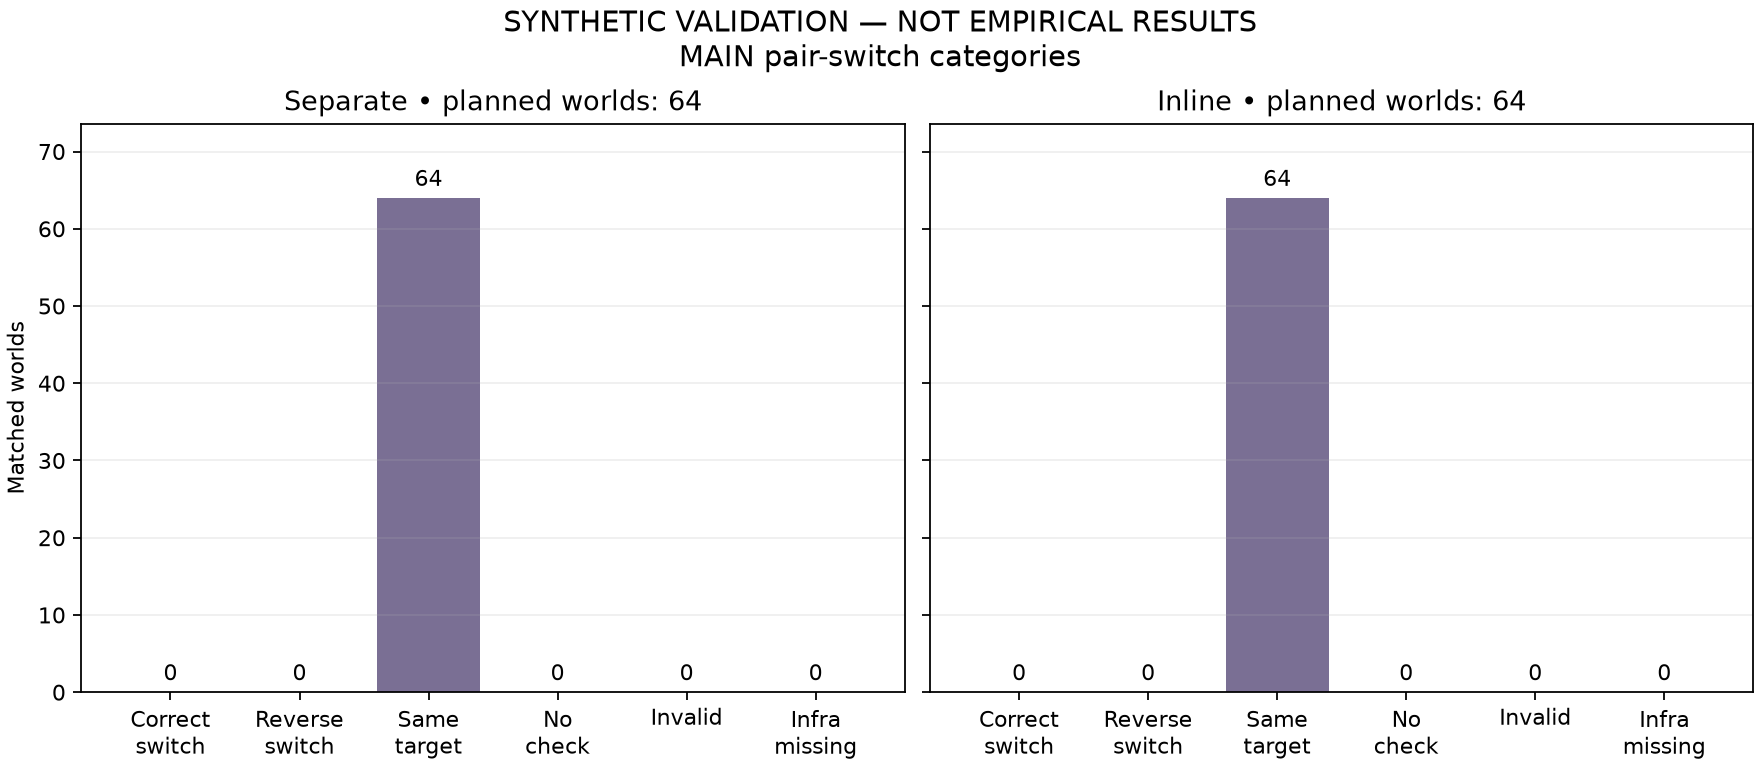 SYNTHETIC VALIDATION — NOT EMPIRICAL RESULTS
MAIN pair-switch categories
Separate • planned worlds: 64
Matched worlds
70
60
50
40
30
20
10
0
0
0
64
0
0
0
Correct switch
Reverse switch
Same target
No check
Invalid
Infra missing
Inline • planned worlds: 64
0
0
64
0
0
0
Correct switch
Reverse switch
Same target
No check
Invalid
Infra missing